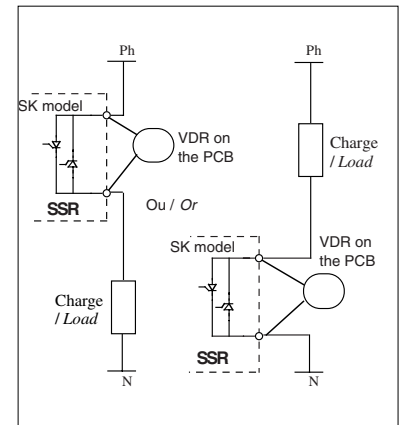 Ph
SK model
VDR on
the PCB
SSR
Ou / Or
Charge
/ Load
N
Ph
Charge
/ Load
SK model
VDR on
the PCB
SSR
N